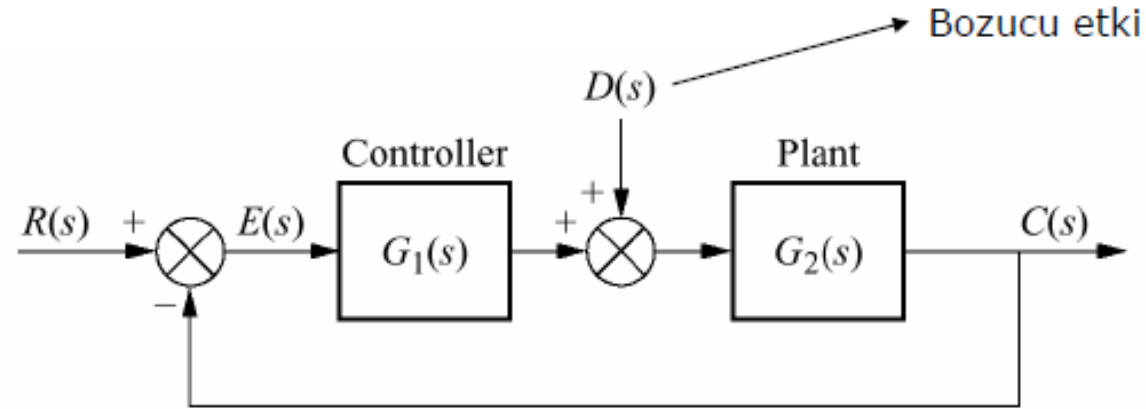 Bozucu etki
D(s)
Controller
Plant
R(s) + E(s) G₁(s) + + G₂(s) C(s)
−